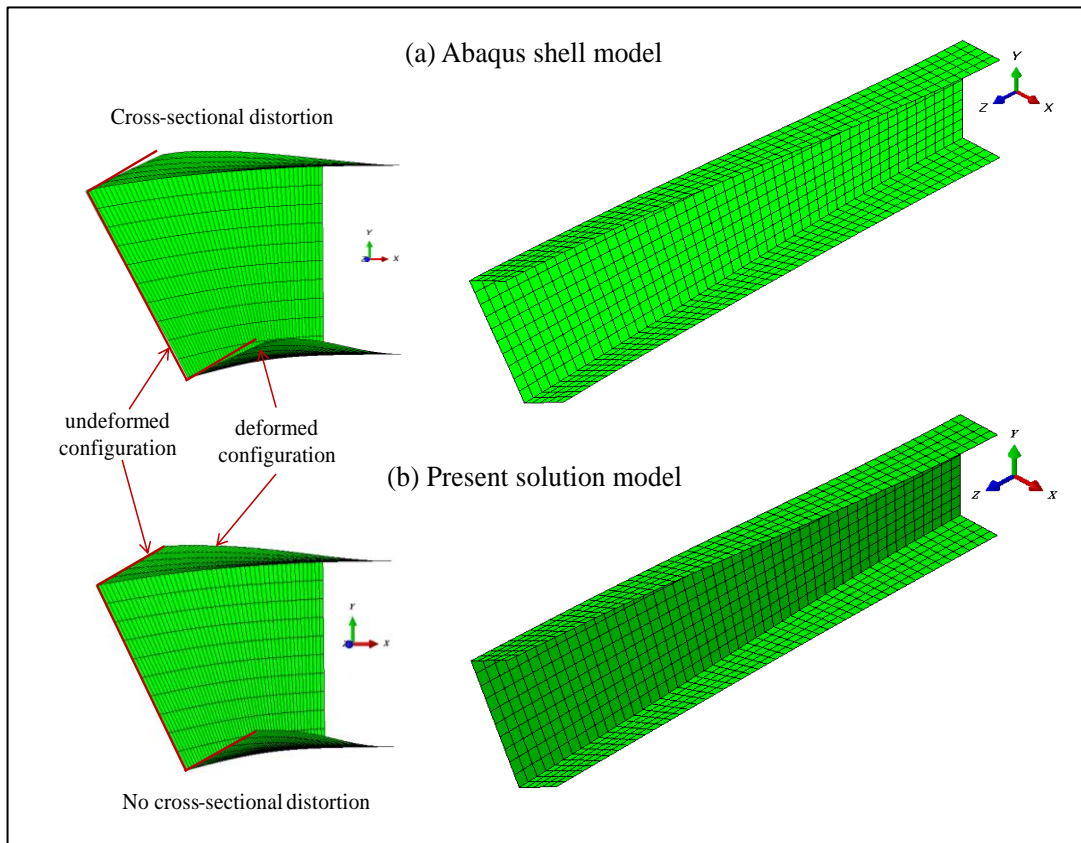 (a) Abaqus shell model
Y
Z
X
Cross-sectional distortion
Y
Z
X
undeformed
configuration
deformed
configuration
(b) Present solution model
Y
Z
X
Y
Z
X
No cross-sectional distortion